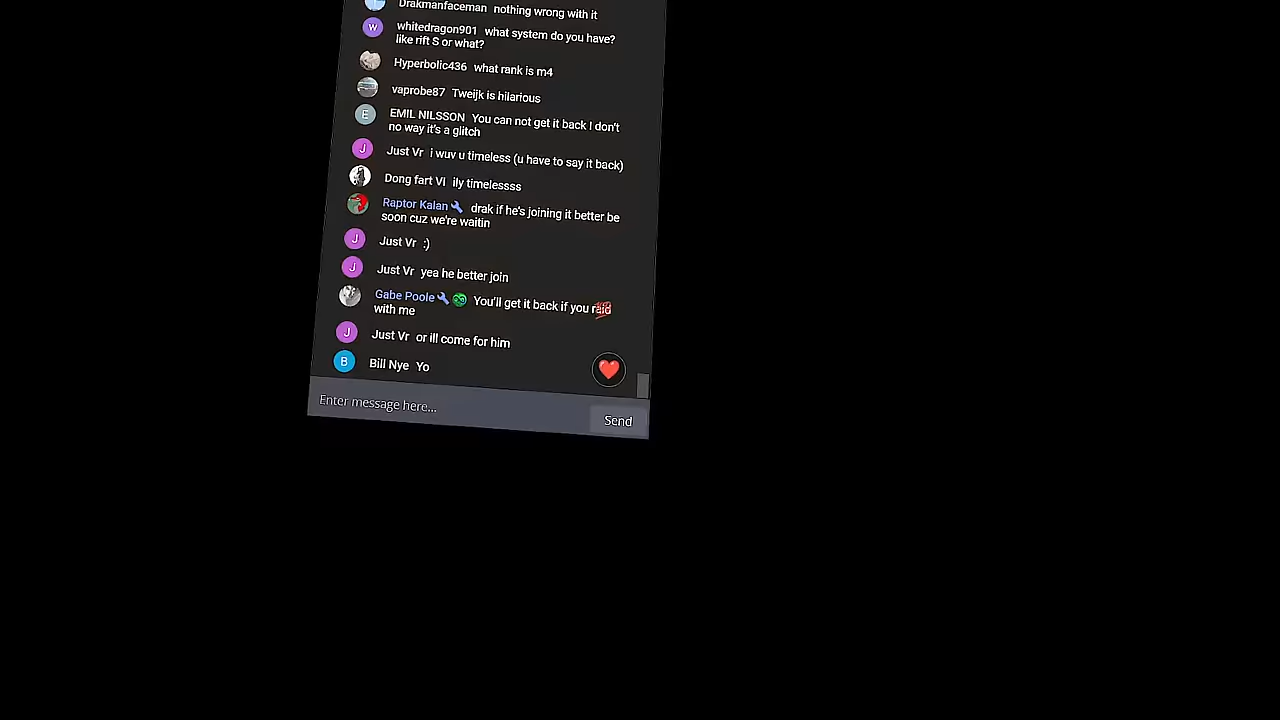 Drakmanfaceman nothing wrong with it
whitedragon901 what system do you have?
like rift S or what?
Hyperbolic436 what rank is m4
vaprobe87 Tweijk is hilarious
EMIL NILSSON You can not get it back I don't
no way it's a glitch
Just Vr i wuv u timeless (u have to say it back)
Dong fart VI ily timelessss
Raptor Kalan drak if he's joining it better be
soon cuz we're waitin
Just Vr :)
Just Vr yea he better join
Gabe Poole You'll get it back if you raid
with me
Just Vr or ill come for him
Bill Nye Yo
Enter message here...
Send